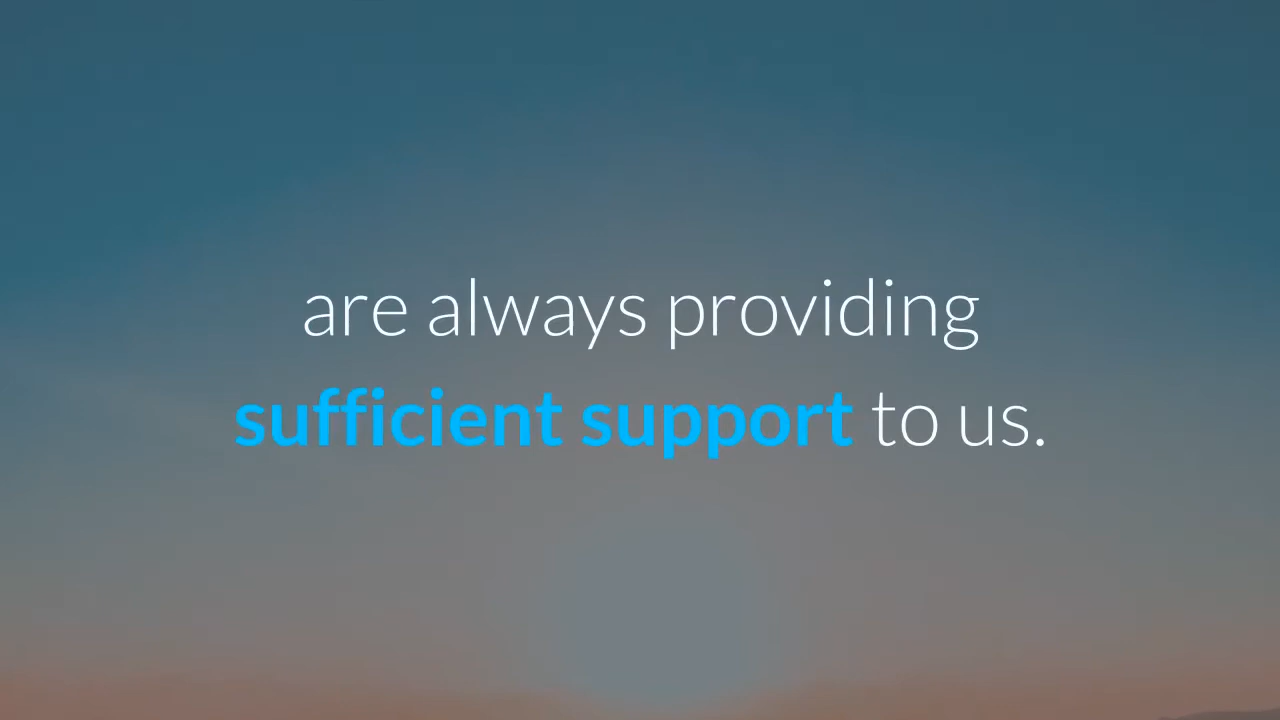 are always providing
sufficient support to us.